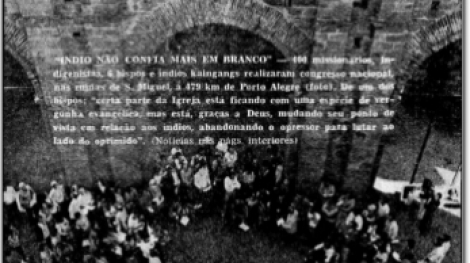 "ÍNDIO NÃO CONFIA MAIS EM BRANCO" — 100 missionários, in-
digenistas, 6 bispos e índios kaingangs realizaram congresso nacional,
nas ruínas de S. Miguel, a 479 km de Porto Alegre (foto). De um dos
bispos: "certa parte da Igreja está ficando com uma espécie de ver-
gonha evangélica, mas está, graças a Deus, mudando seu ponto de
vista em relação aos índios, abandonando o opressor para lutar ao
lado do oprimido". (Notícias nas págs. interiores)